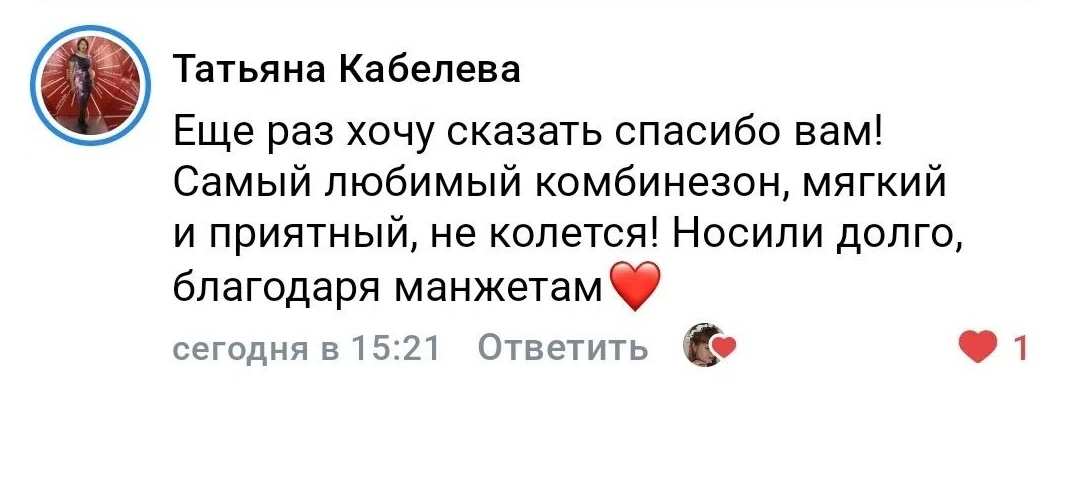 Татьяна Кабелева
Еще раз хочу сказать спасибо вам!
Самый любимый комбинезон, мягкий
и приятный, не колется! Носили долго,
благодаря манжетам❤️
сегодня в 15:21 Ответить 1